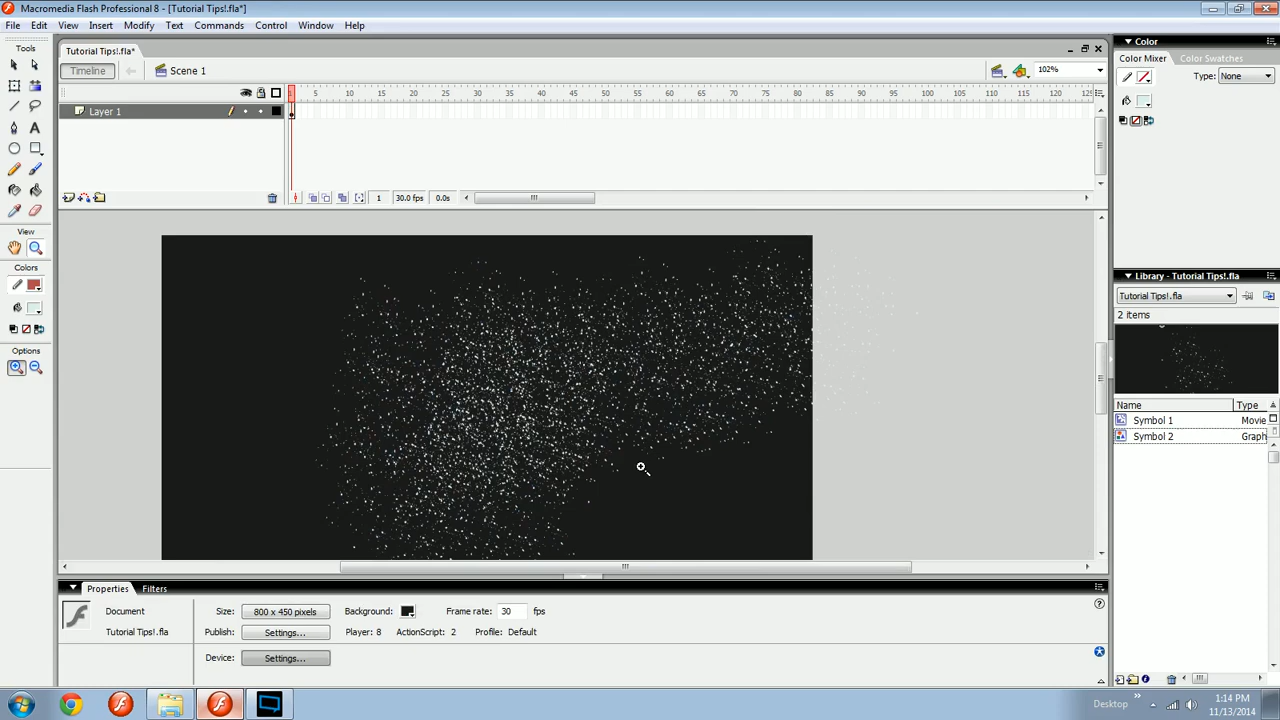 Macromedia Flash Professional 8 - [Tutorial Tips!.fla*]
File Edit View Insert Modify Text Commands Control Window Help
Tools
Tutorial Tips!.fla*
Color
Color Mixer Color Swatches
Timeline
Scene 1
102%
Type: None
5 10 15 20 25 30 35 40 45 50 55 60 65 70 75 80 85 90 95 100 105 110 115 120 125
Layer 1
1 30.0 fps 0.0s
View
Colors
Options
Library - Tutorial Tips!.fla
Tutorial Tips!.fla
2 items
Name Type
Symbol 1 Movie
Symbol 2 Graph
Properties Filters
Document
Tutorial Tips!.fla
Size: 800 x 450 pixels Background: Frame rate: 30 fps
Publish: Settings... Player: 8 ActionScript: 2 Profile: Default
Device: Settings...
Desktop
1:14 PM
11/13/2014